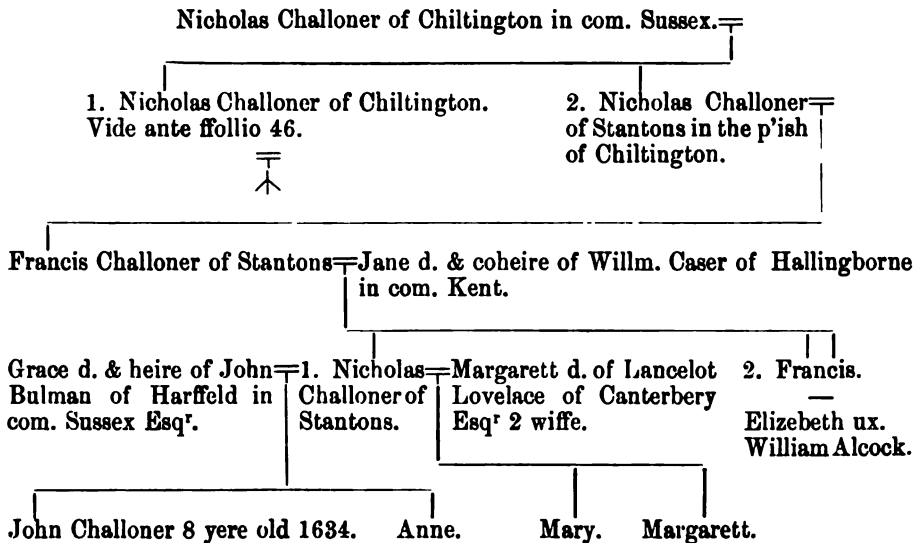 Nicholas Challoner of Chiltington in com. Sussex.
1. Nicholas Challoner of Chiltington.
Vide ante ffollio 46.
2. Nicholas Challoner
of Stantons in the p'ish
of Chiltington.
Francis Challoner of Stantons
Jane d. & coheire of Willm. Caser of Hallingborne
in com. Kent.
Grace d. & heire of John
Bulman of Harffeld in
com. Sussex Esqʳ.
1. Nicholas
Challoner of
Stantons.
Margarett d. of Lancelot
Lovelace of Canterbery
Esqʳ 2 wiffe.
2. Francis.
—
Elizebeth ux.
William Alcock.
John Challoner 8 yere old 1634.
Anne.
Mary.
Margarett.